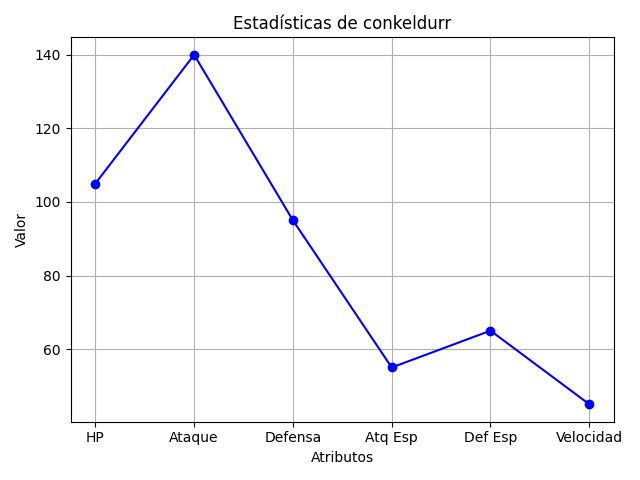 Estadísticas de conkeldurr
Valor
140
120
100
80
60
HP Ataque Defensa Atq Esp Def Esp Velocidad
Atributos